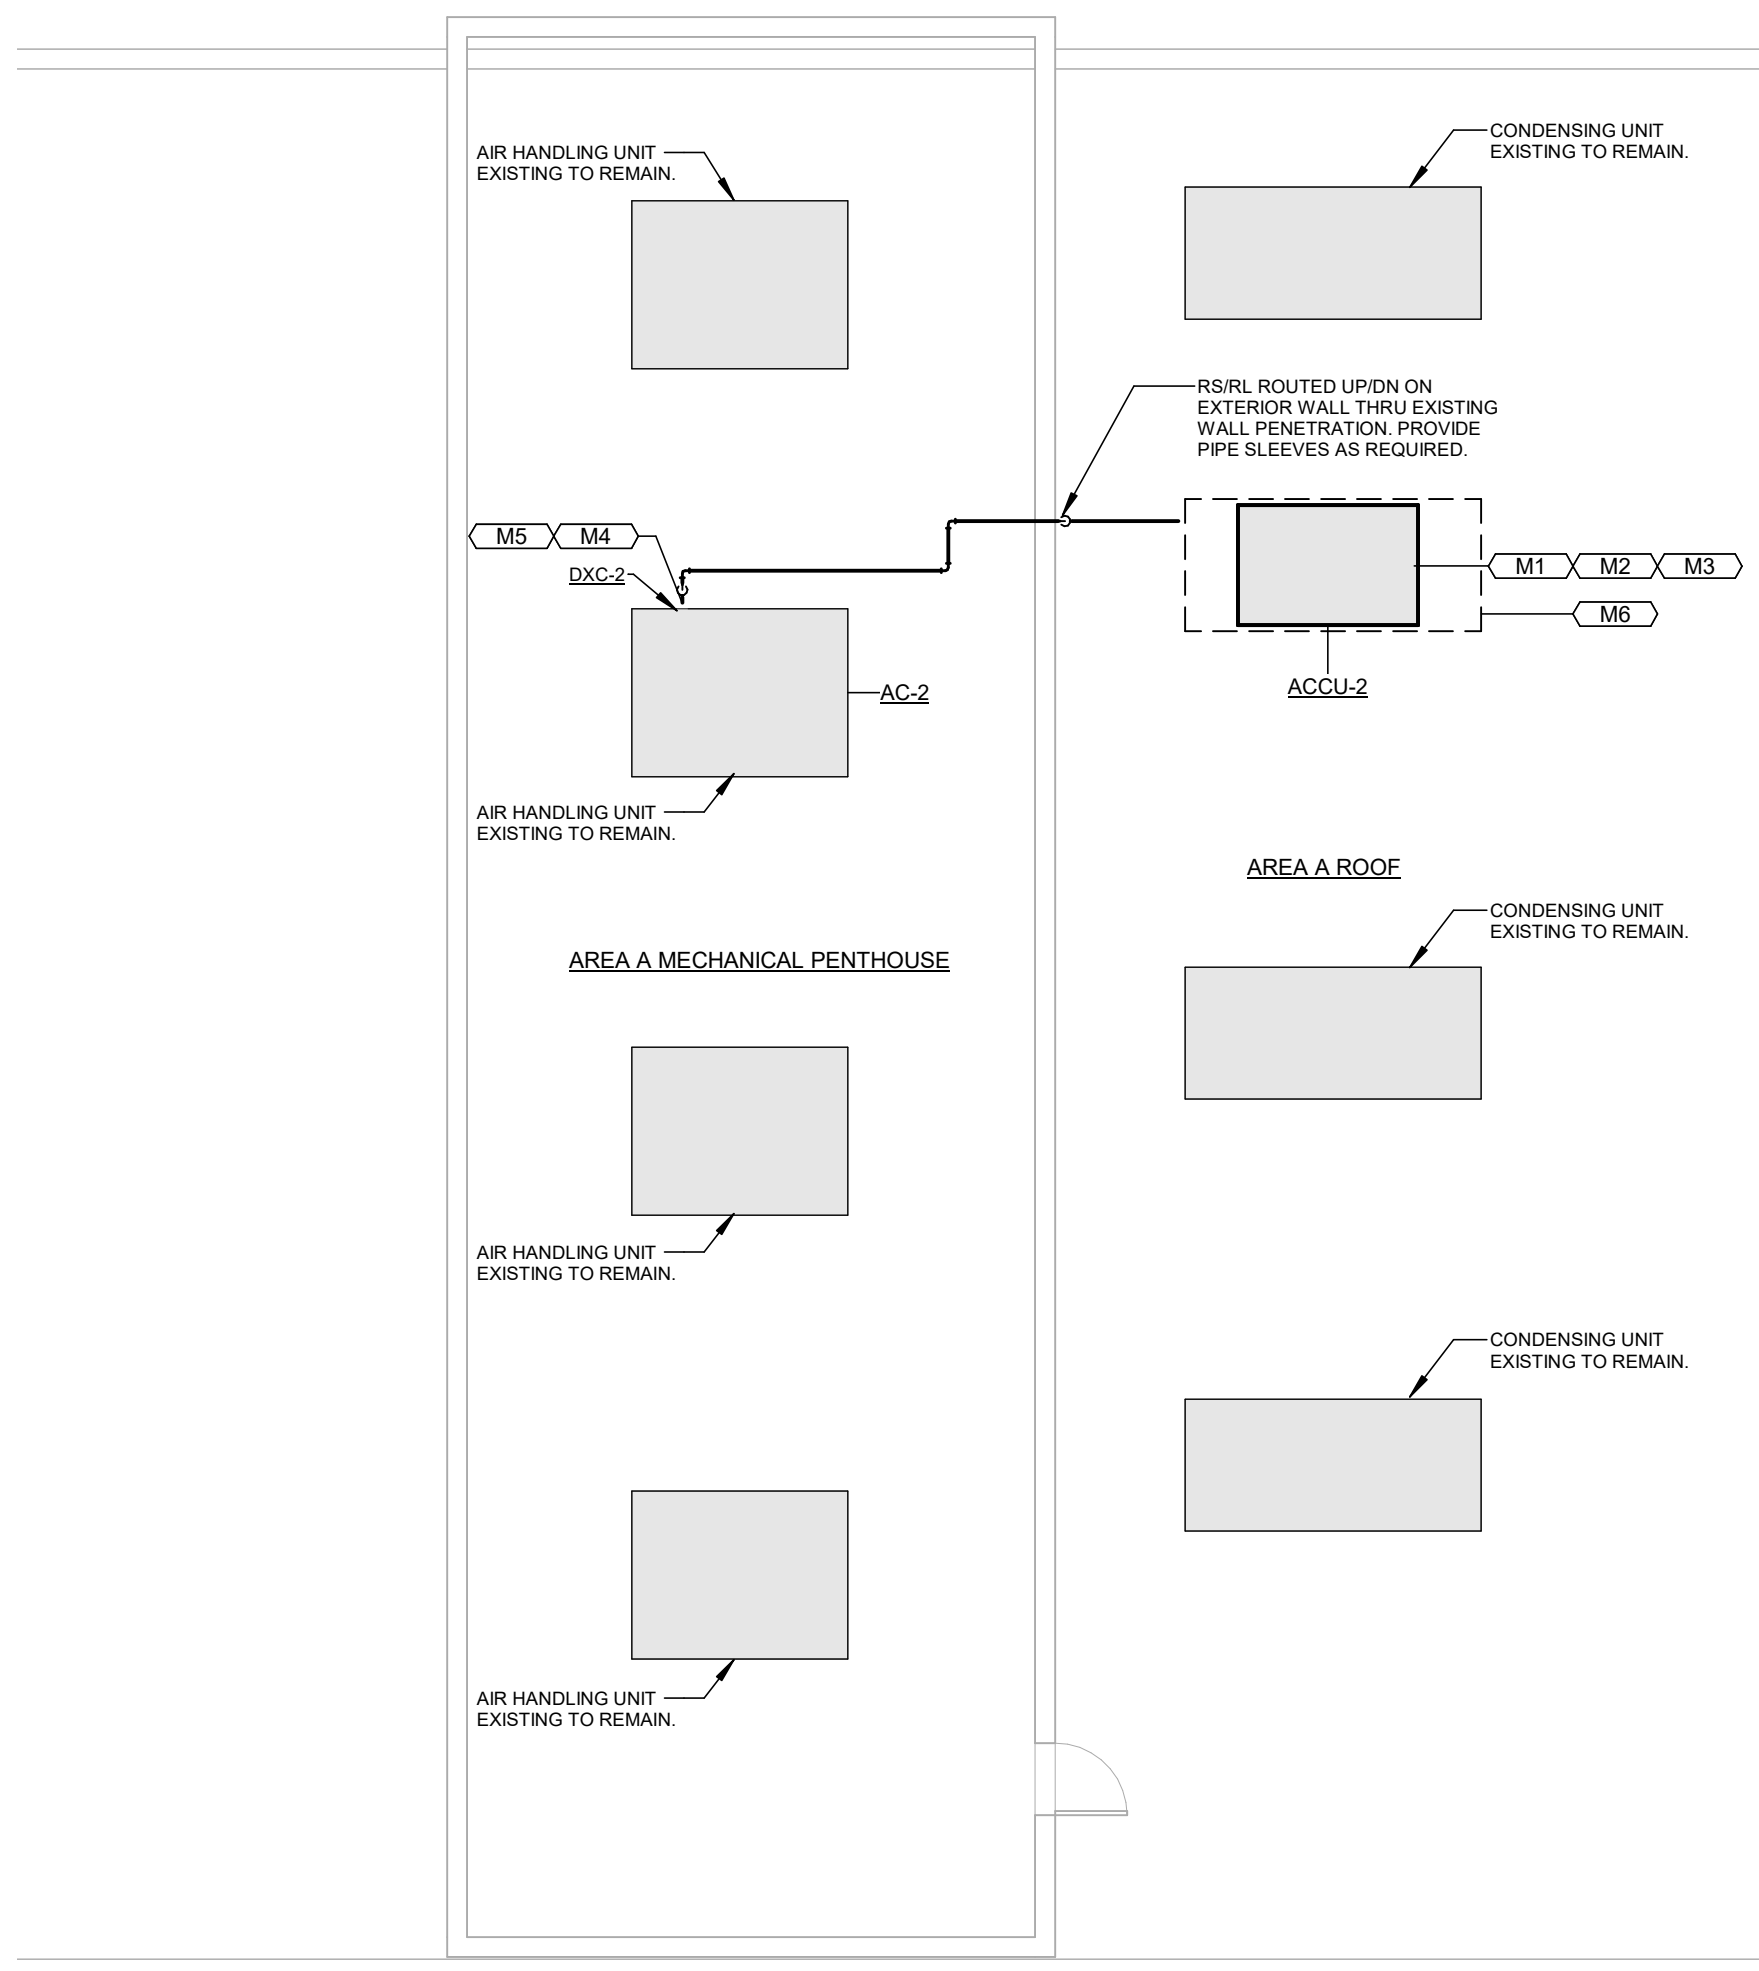 CONDENSING UNIT
EXISTING TO REMAIN.
AIR HANDLING UNIT
EXISTING TO REMAIN.
RS/RL ROUTED UP/DN ON
EXTERIOR WALL THRU EXISTING
WALL PENETRATION. PROVIDE
PIPE SLEEVES AS REQUIRED.
M5 M4
DXC-2
M1 M2 M3
M6
AC-2
ACCU-2
AIR HANDLING UNIT
EXISTING TO REMAIN.
AREA A ROOF
CONDENSING UNIT
EXISTING TO REMAIN.
AREA A MECHANICAL PENTHOUSE
AIR HANDLING UNIT
EXISTING TO REMAIN.
CONDENSING UNIT
EXISTING TO REMAIN.
AIR HANDLING UNIT
EXISTING TO REMAIN.